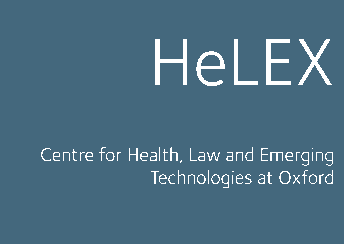 HeLEX
Centre for Health, Law and Emerging
Technologies at Oxford